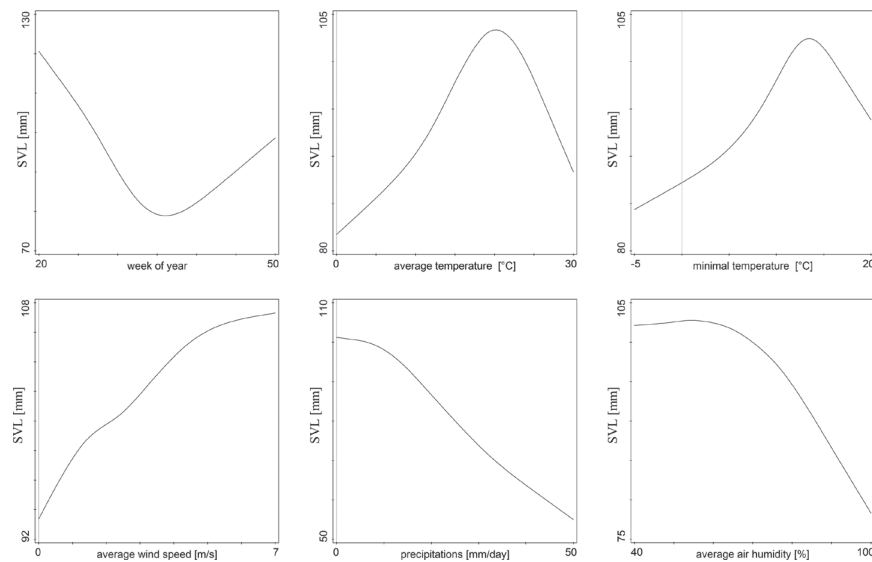 130
SVL [mm]
70
20
week of year
50
105
SVL [mm]
80
0
average temperature [°C]
30
105
SVL [mm]
80
-5
minimal temperature [°C]
20
108
SVL [mm]
92
0
average wind speed [m/s]
7
110
SVL [mm]
50
0
precipitations [mm/day]
50
105
SVL [mm]
75
40
average air humidity [%]
100